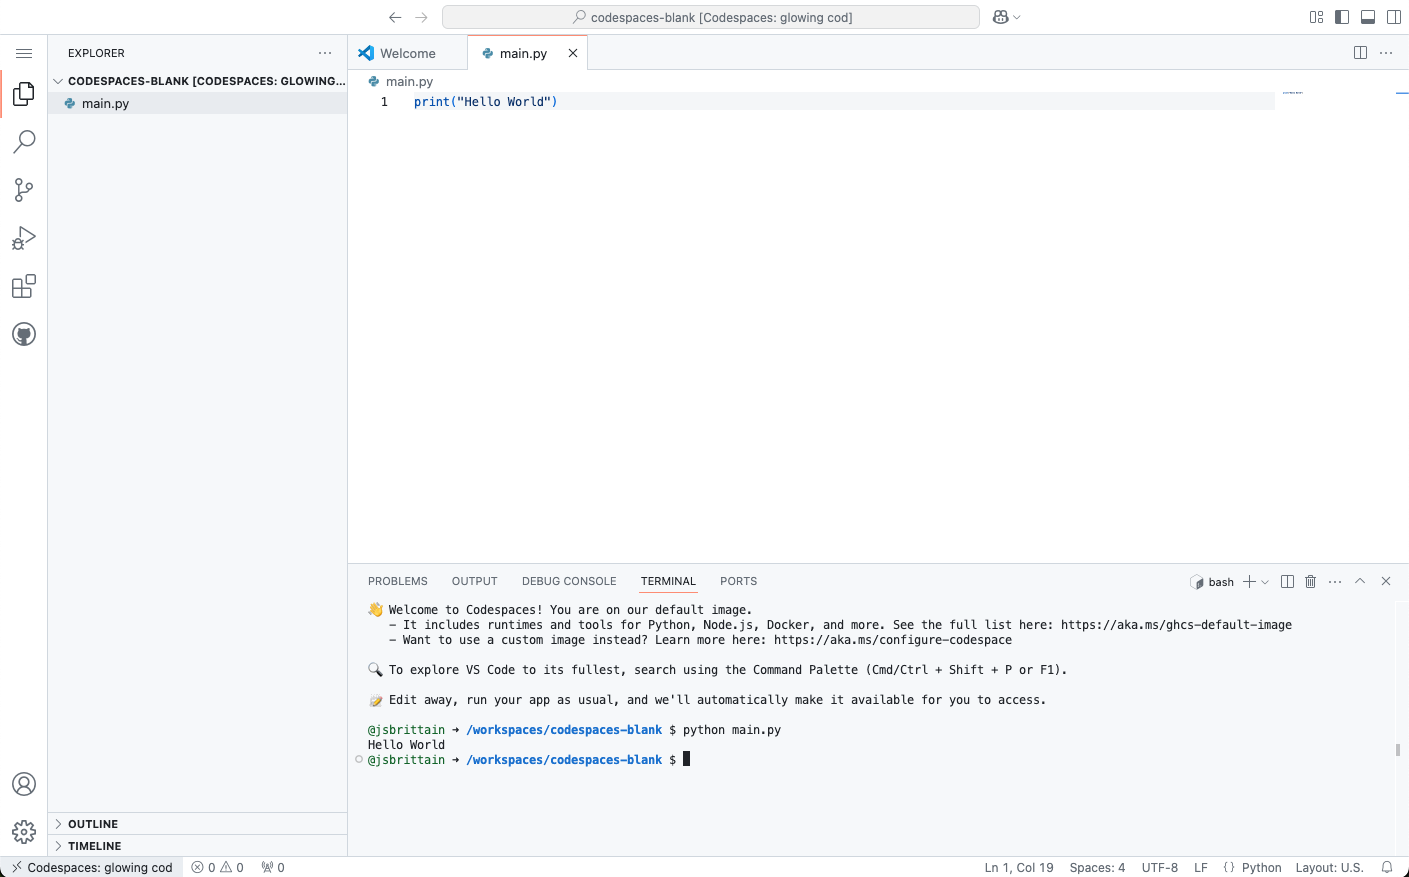 codespaces-blank [Codespaces: glowing cod]
EXPLORER
CODESPACES-BLANK [CODESPACES: GLOWING...
main.py
OUTLINE
TIMELINE
Welcome
main.py
main.py
1 print("Hello World")
PROBLEMS OUTPUT DEBUG CONSOLE TERMINAL PORTS
bash
👋 Welcome to Codespaces! You are on our default image.
- It includes runtimes and tools for Python, Node.js, Docker, and more. See the full list here: https://aka.ms/ghcs-default-image
- Want to use a custom image instead? Learn more here: https://aka.ms/configure-codespace
🔍 To explore VS Code to its fullest, search using the Command Palette (Cmd/Ctrl + Shift + P or F1).
📝 Edit away, run your app as usual, and we'll automatically make it available for you to access.
@jsbrittain ➜ /workspaces/codespaces-blank $ python main.py
Hello World
@jsbrittain ➜ /workspaces/codespaces-blank $
Codespaces: glowing cod 0 0 0 Ln 1, Col 19 Spaces: 4 UTF-8 LF {} Python Layout: U.S.